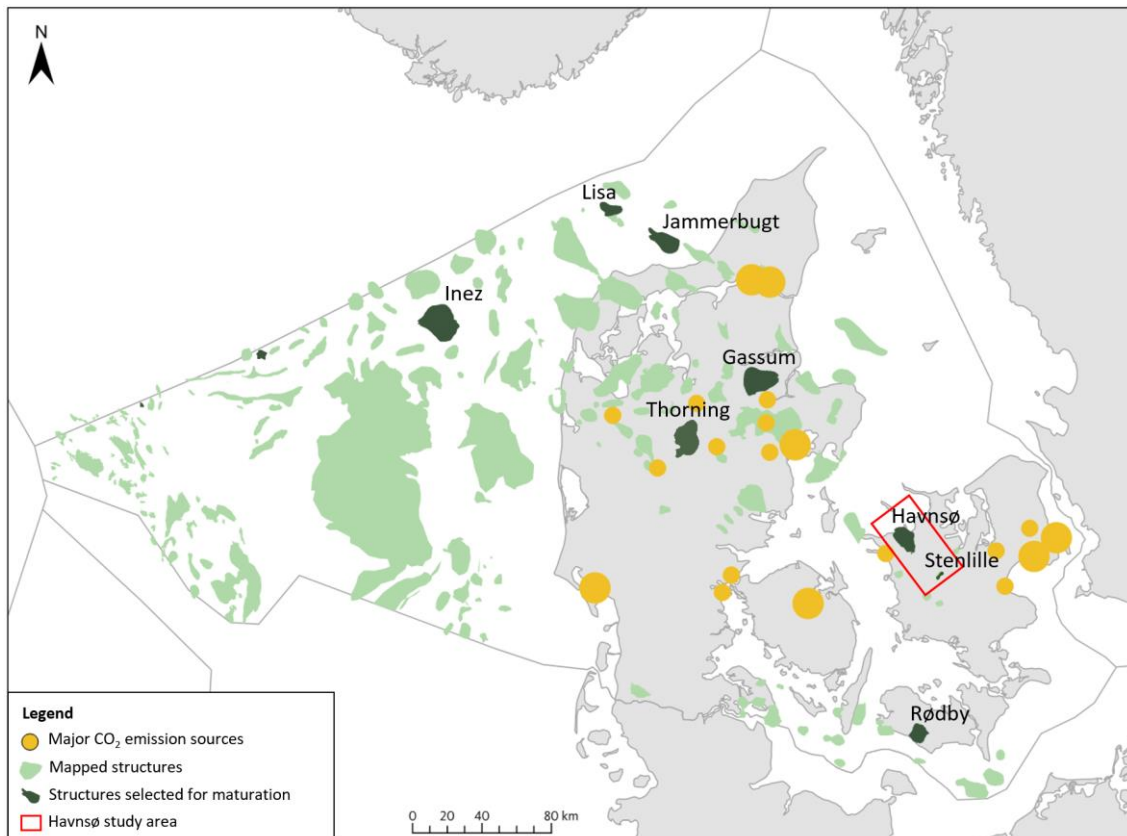 N
Lisa
Jammerbugt
Inez
Gassum
Thorning
Havnsø
Stenlille
Rødby
Legend
Major CO₂ emission sources
Mapped structures
Structures selected for maturation
Havnsø study area
0 20 40 80 km